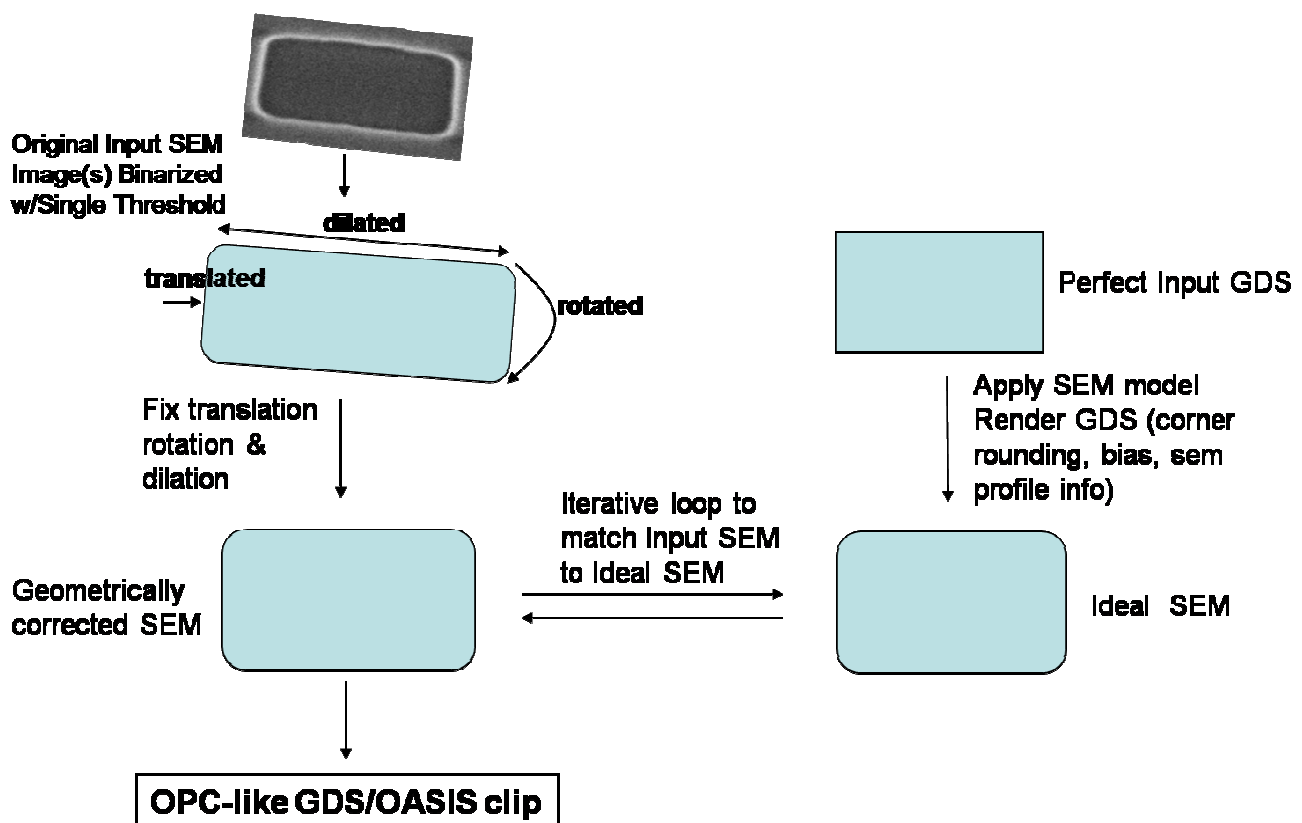 Original Input SEM
Image(s) Binarized
w/Single Threshold
dilated
translated
rotated
Perfect Input GDS
Fix translation
rotation &
dilation
Apply SEM model
Render GDS (corner
rounding, bias, sem
profile info)
Iterative loop to
match Input SEM
to Ideal SEM
Geometrically
corrected SEM
Ideal SEM
OPC-like GDS/OASIS clip